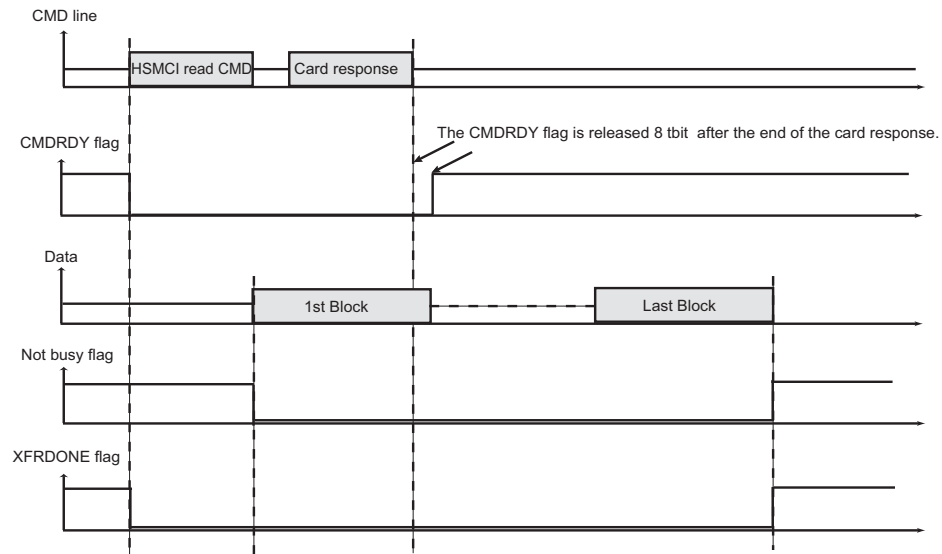 CMD line
HSMCI read CMD
Card response
CMDRDY flag
The CMDRDY flag is released 8 tbit after the end of the card response.
Data
1st Block
Last Block
Not busy flag
XFRDONE flag